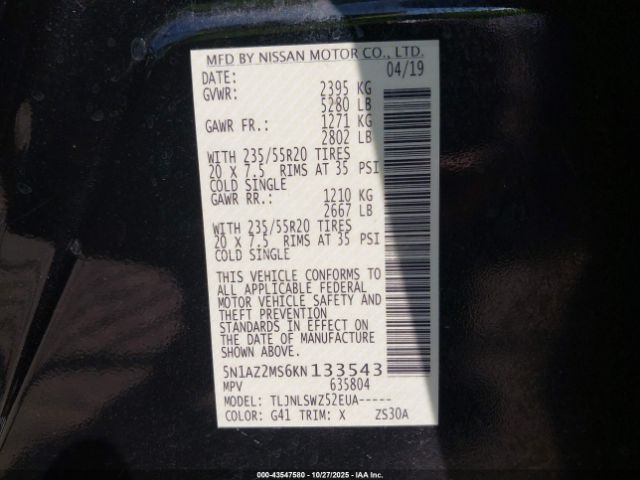 MFD BY NISSAN MOTOR CO., LTD.
DATE: 04/19
GVWR: 2395 KG
5280 LB
GAWR FR.: 1271 KG
2802 LB
WITH 235/55R20 TIRES
20 X 7.5 RIMS AT 35 PSI
COLD SINGLE
GAWR RR.: 1210 KG
2667 LB
WITH 235/55R20 TIRES
20 X 7.5 RIMS AT 35 PSI
COLD SINGLE
THIS VEHICLE CONFORMS TO
ALL APPLICABLE FEDERAL
MOTOR VEHICLE SAFETY AND
THEFT PREVENTION
STANDARDS IN EFFECT ON
THE DATE OF MANUFACTURE
SHOWN ABOVE.
5N1AZ2MS6KN133543
MPV 635804
MODEL: TLJNLSWZ52EUA-----
COLOR: G41 TRIM: X ZS30A
000-43547580 - 10/27/2025 - IAA Inc.